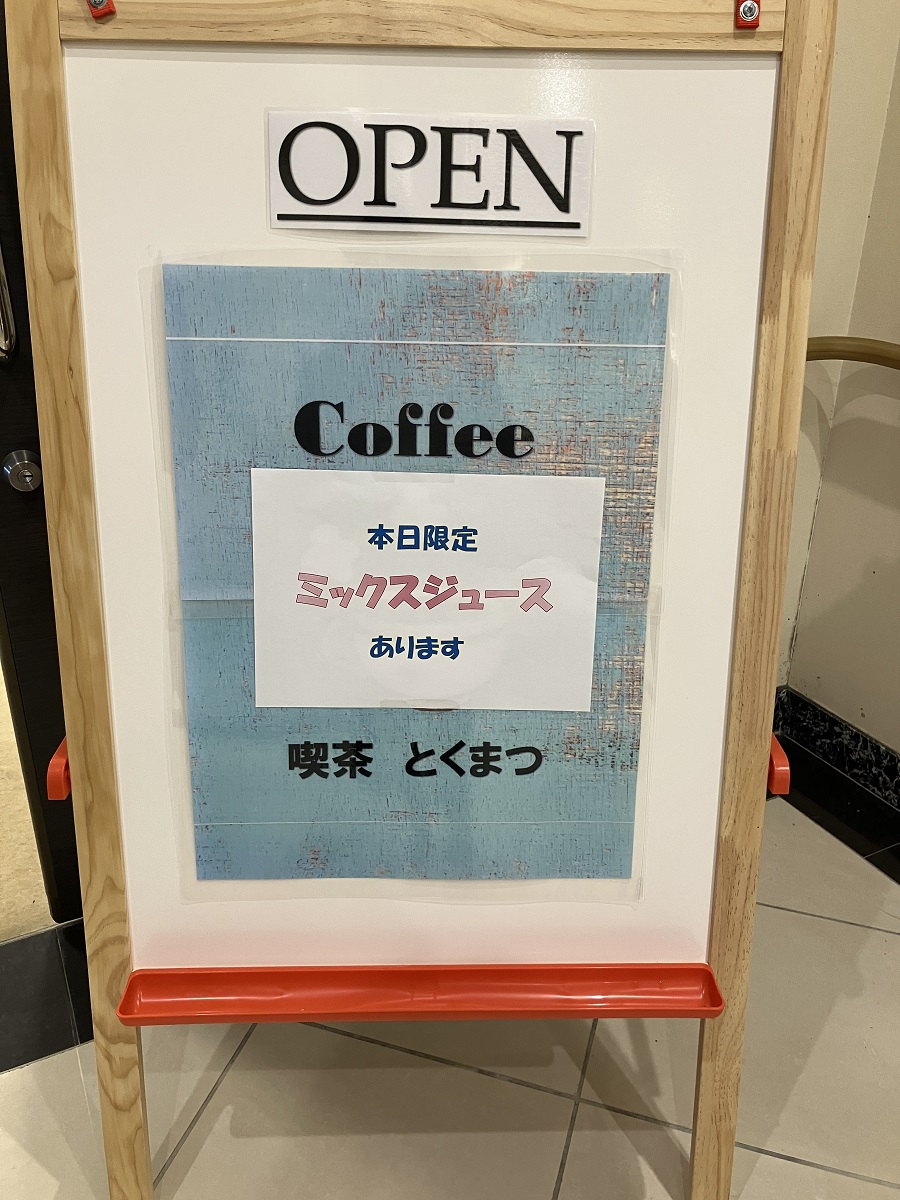 OPEN
Coffee
本日限定
ミックスジュース
あります
喫茶　とくまつ